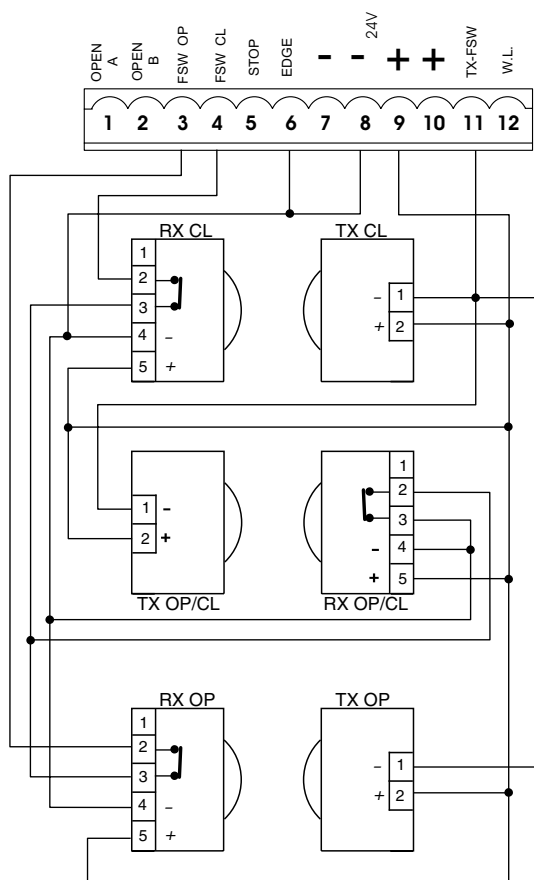 OPEN A
OPEN B
FSW OP
FSW CL
STOP
EDGE
-
-
24V
+
+
TX-FSW
W.L.
1 2 3 4 5 6 7 8 9 10 11 12
RX CL
1
2
3
4 -
5 +
TX CL
- 1
+ 2
1 -
2 +
TX OP/CL
1
2
3
- 4
+ 5
RX OP/CL
RX OP
1
2
3
4 -
5 +
TX OP
- 1
+ 2